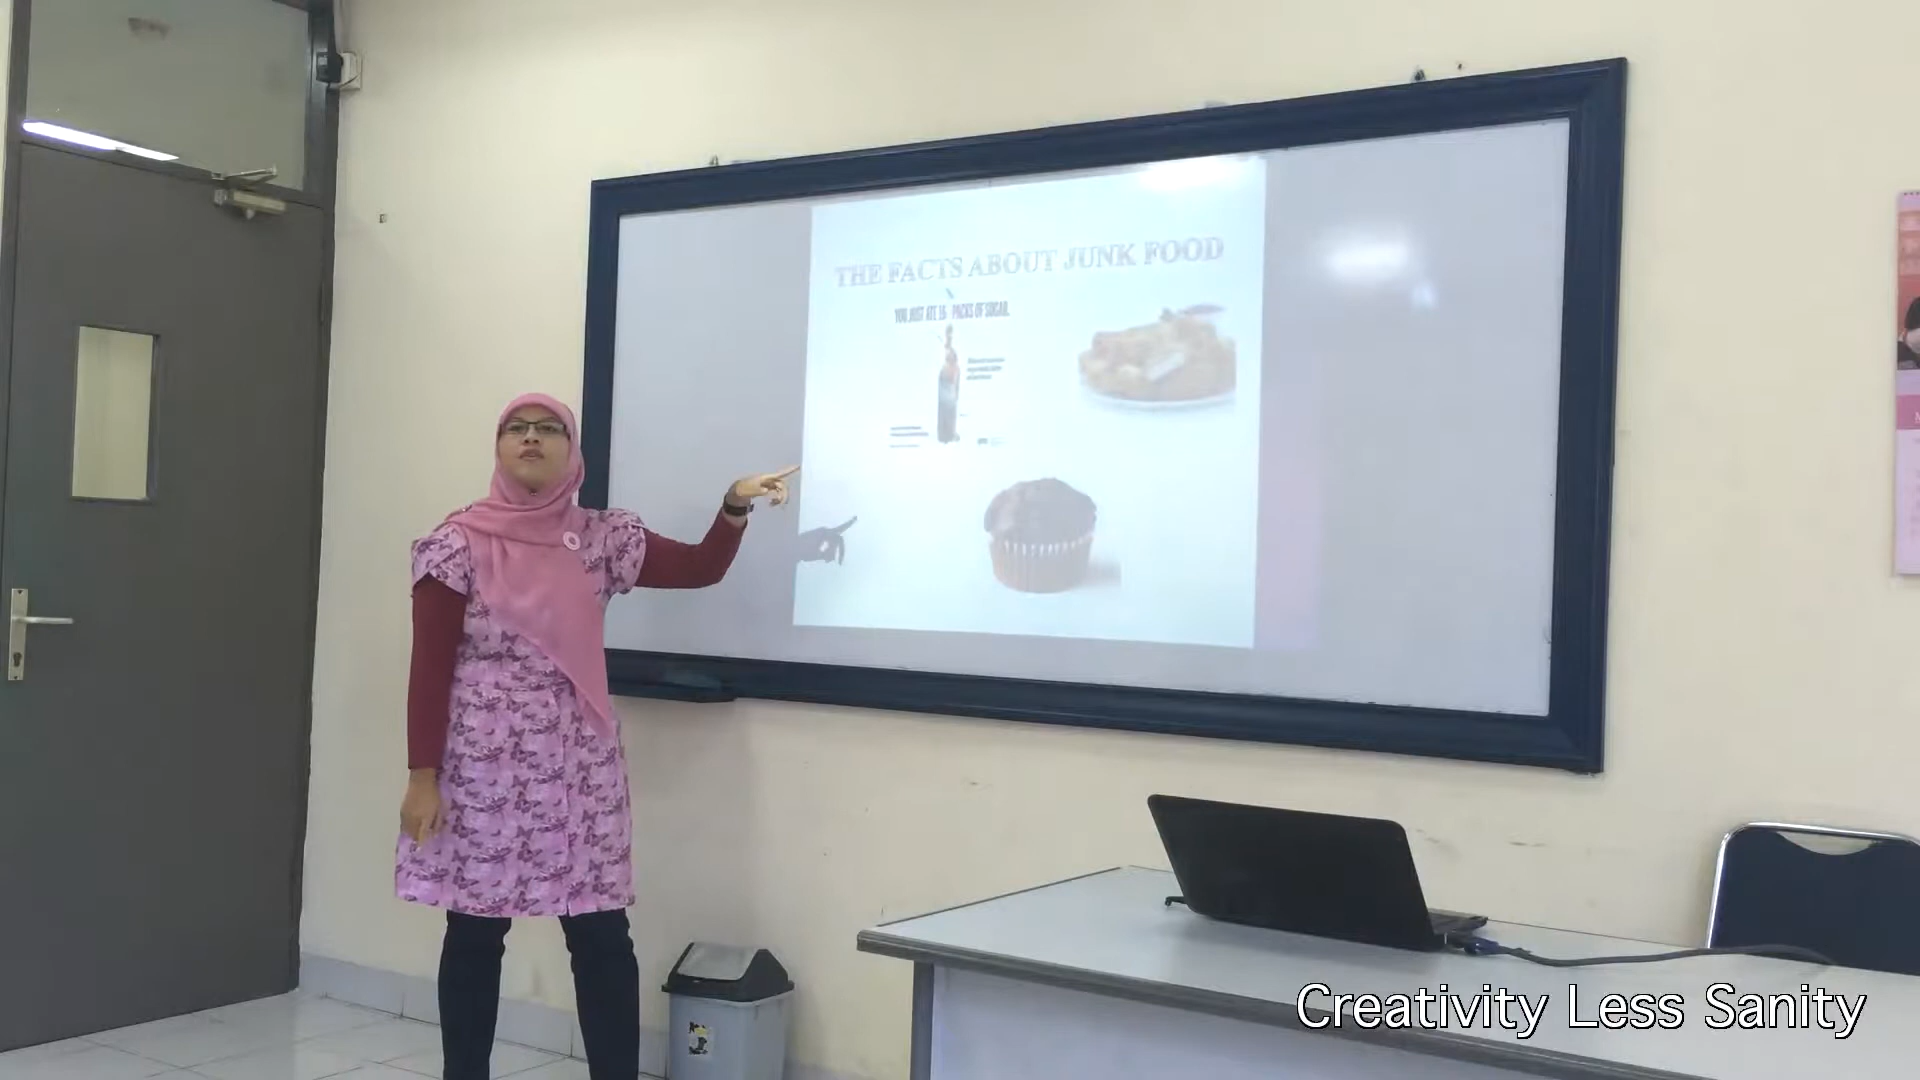 THE FACTS ABOUT JUNK FOOD
YOU JUST ATE 16 PACKS OF SUGAR.
Creativity Less Sanity